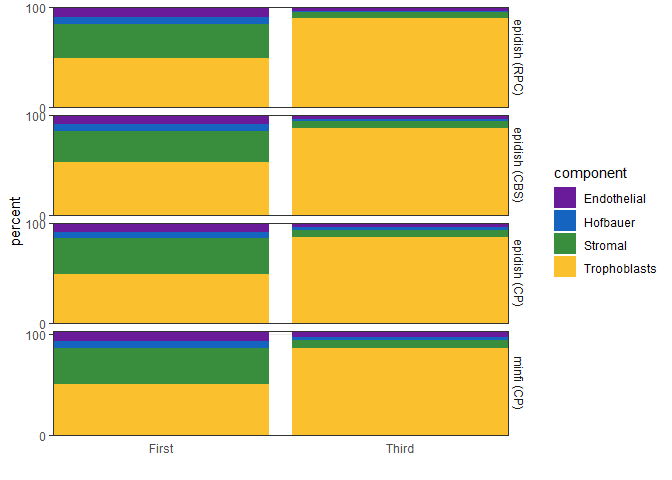 percent
100
0
epidish (RPC)
100
0
epidish (CBS)
100
0
epidish (CP)
100
0
minfi (CP)
First
Third
component
Endothelial
Hofbauer
Stromal
Trophoblasts